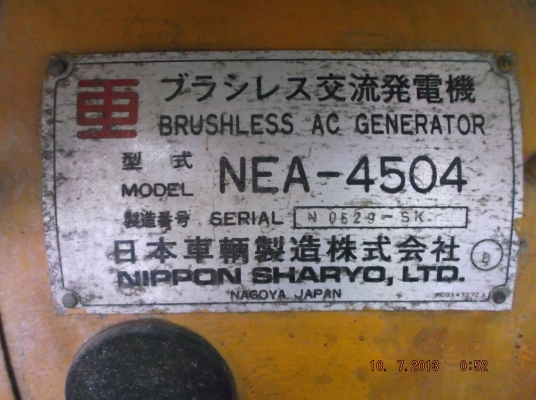 車 ブラシレス交流発電機
BRUSHLESS AC GENERATOR
型式
MODEL NEA-4504
製造番号 SERIAL N0529-SK
日本車輌製造株式会社
NIPPON SHARYO, LTD.
NAGOYA JAPAN
10. 7.2013 0:52